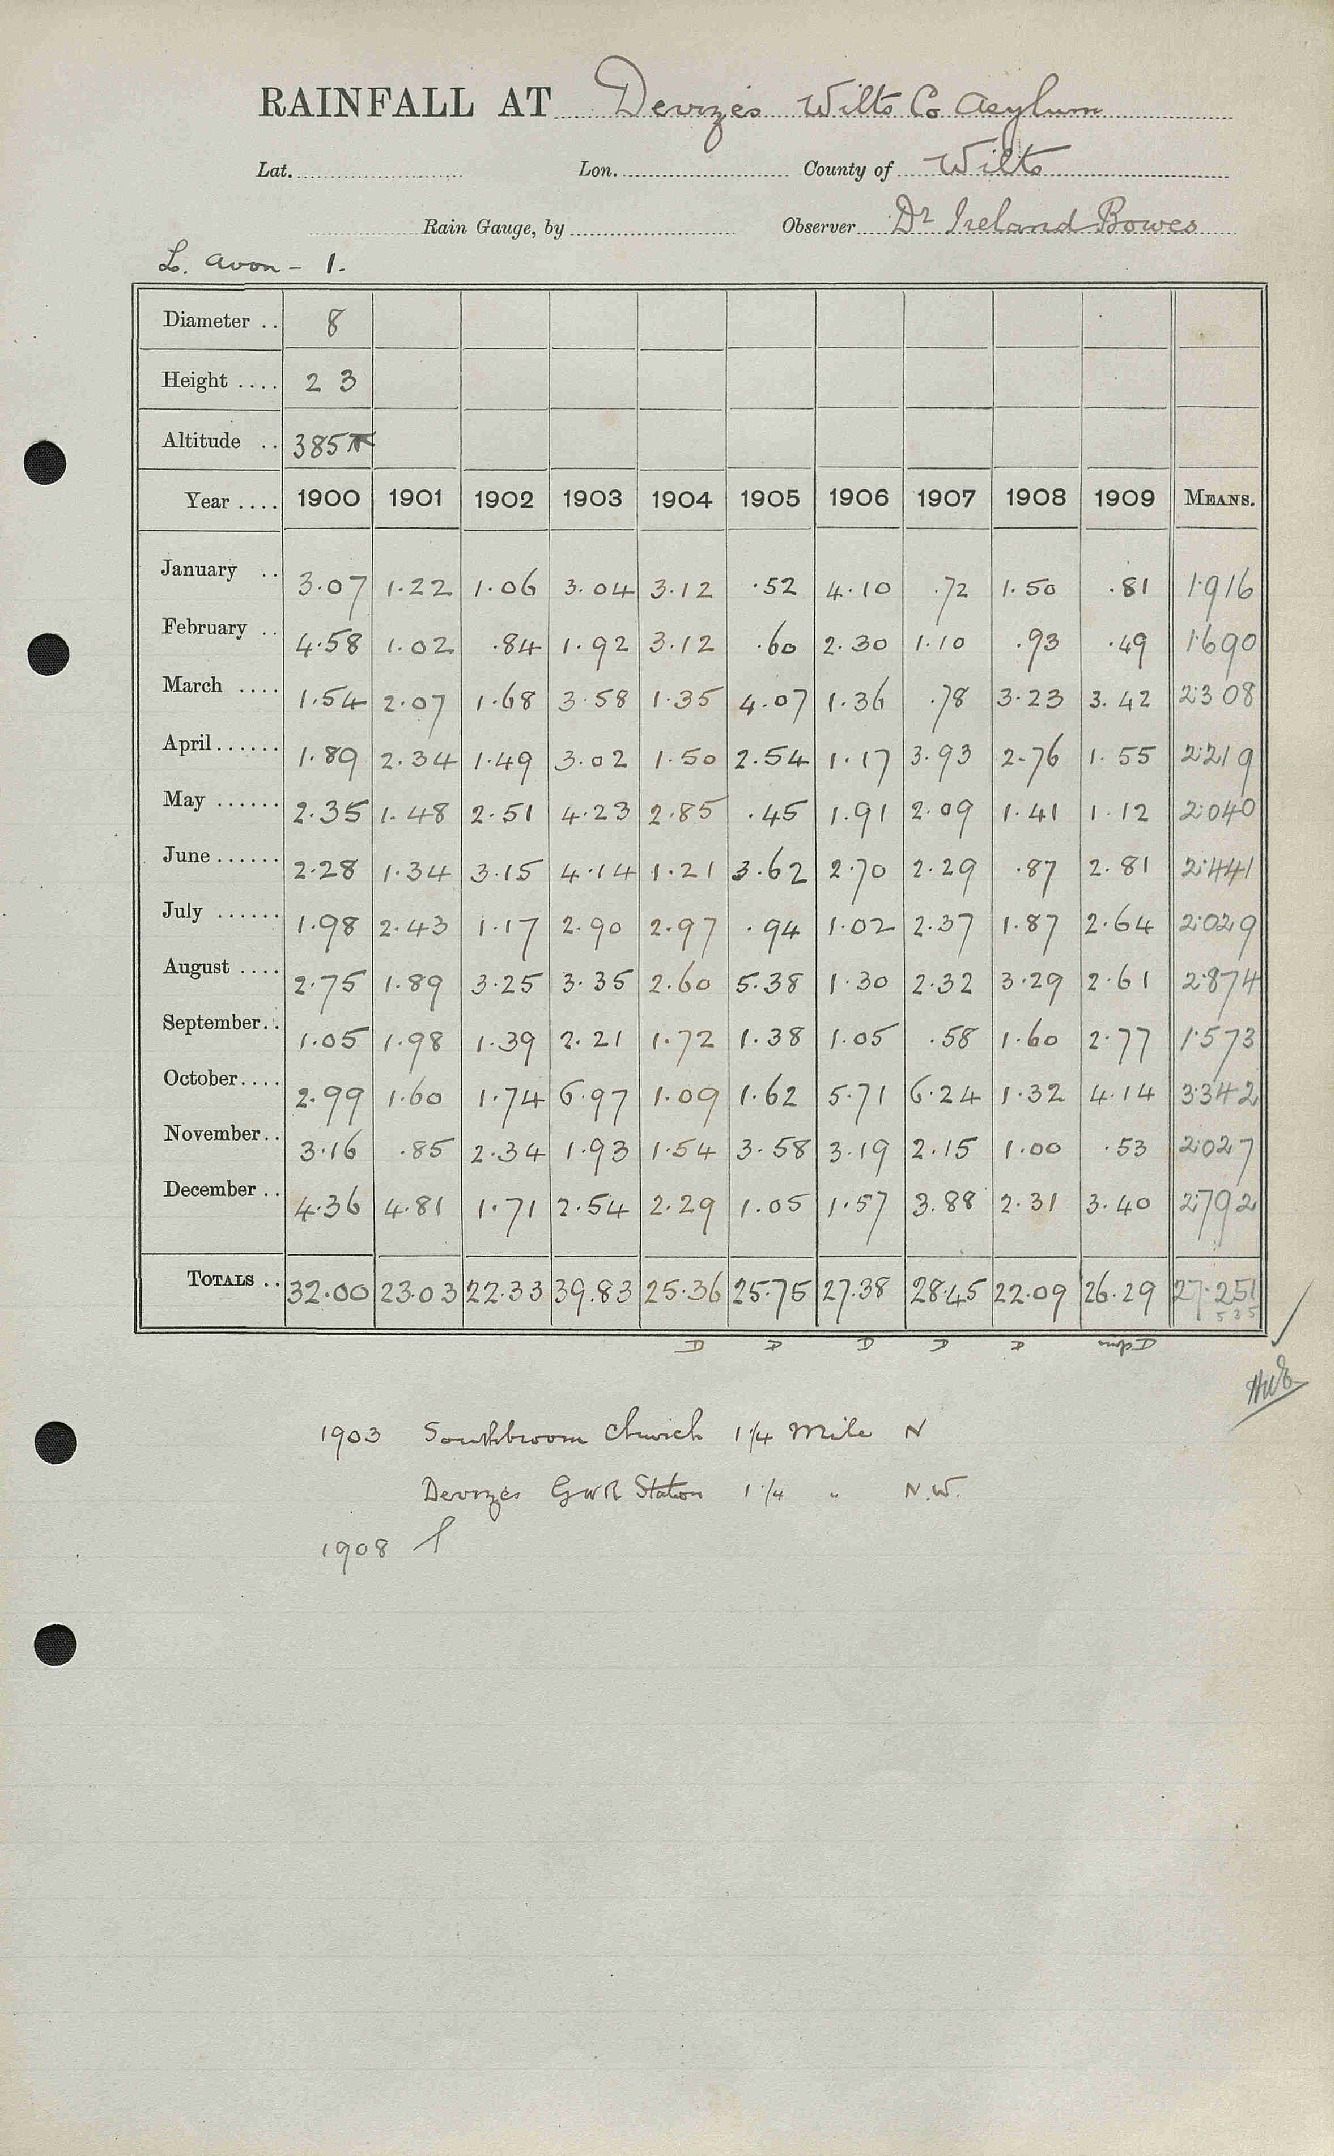 RAINFALL AT Devizes Wilts Co Asylum
Lat. Lon. County of Wilts
Rain Gauge, by Observer Dr Ireland Bowes
L. Avon - 1.
Diameter .. 8
Height .... 2 3
Altitude .. 385
Year .... 1900 1901 1902 1903 1904 1905 1906 1907 1908 1909 MEANS.
January .. 3.07 1.22 1.06 3.04 3.12 .52 4.10 .72 1.50 .81 1.916
February .. 4.58 1.02 .84 1.92 3.12 .60 2.30 1.10 .93 .49 1.690
March .... 1.54 2.07 1.68 3.58 1.35 4.07 1.36 .78 3.23 3.42 2.308
April...... 1.89 2.34 1.49 3.02 1.50 2.54 1.17 3.93 2.76 1.55 2.219
May ...... 2.35 1.48 2.51 4.23 2.85 .45 1.91 2.09 1.41 1.12 2.040
June...... 2.28 1.34 3.15 4.14 1.21 3.62 2.70 2.29 .87 2.81 2.441
July ...... 1.98 2.43 1.17 2.90 2.97 .94 1.02 2.37 1.87 2.64 2.029
August .... 2.75 1.89 3.25 3.35 2.60 5.38 1.30 2.32 3.29 2.61 2.874
September.. 1.05 1.98 1.39 2.21 1.72 1.38 1.05 .58 1.60 2.77 1.573
October.... 2.99 1.60 1.74 6.97 1.09 1.62 5.71 6.24 1.32 4.14 3.342
November.. 3.16 .85 2.34 1.93 1.54 3.58 3.19 2.15 1.00 .53 2.027
December .. 4.36 4.81 1.71 2.54 2.29 1.05 1.57 3.88 2.31 3.40 2.792
TOTALS .. 32.00 23.03 22.33 39.83 25.36 25.75 27.38 28.45 22.09 26.29 27.251
535
D D D D D
1903 Southbroom Church 1 1/4 Mile N
Devizes GWR Station 1 1/4 " N.W.
1908